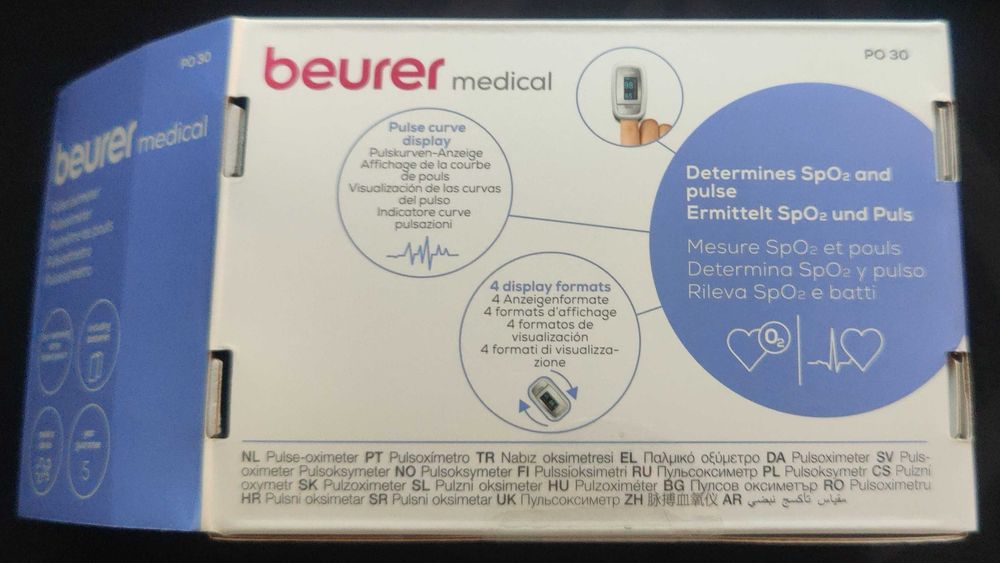 PO 30
beurer medical
Pulsoximeter
5
beurer medical
PO 30
Pulse curve
display
Pulskurven-Anzeige
Affichage de la courbe
de pouls
Visualización de las curvas
del pulso
Indicatore curve
pulsazioni
4 display formats
4 Anzeigenformate
4 formats d'affichage
4 formatos de
visualización
4 formati di visualizza-
zione
Determines SpO₂ and
pulse
Ermittelt SpO₂ und Puls
Mesure SpO₂ et pouls
Determina SpO₂ y pulso
Rileva SpO₂ e batti
O₂
NL Pulse-oximeter PT Pulsoxímetro TR Nabız oksimetresi EL Παλμικό οξύμετρο DA Pulsoximeter SV Puls-
oximeter Pulsoksymeter NO Pulsoksymeter FI Pulssioksimetri RU Пульсоксиметр PL Pulsoksymetr CS Pulzní
oxymetr SK Pulzoximeter SL Pulzni oksimeter HU Pulzoximéter BG Пулсов оксиметър RO Pulsoximetru
HR Pulsni oksimetar SR Pulsni oksimetar UK Пульсоксиметр ZH 脉搏血氧仪 AR مقياس تأكسج نبضي